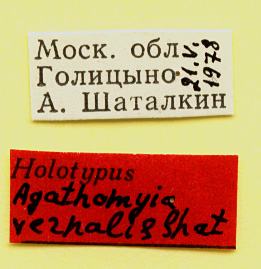 Моск. обл.
Голицыно
А. Шаталкин
21.V.
1978
Holotypus
Agathomyia
vernalis Shat